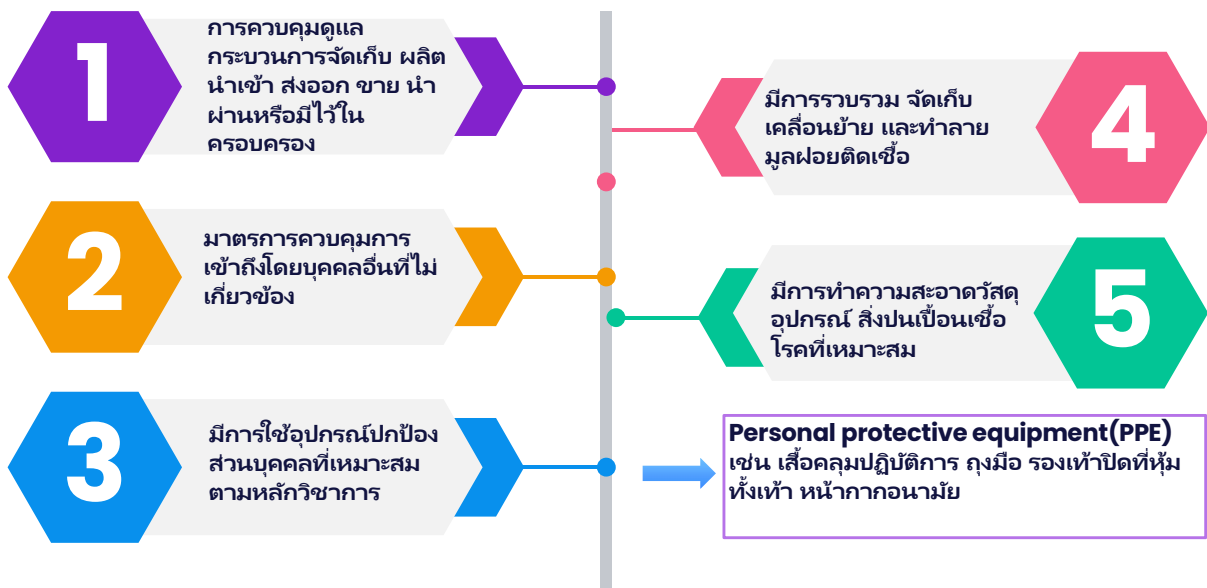 1
การควบคุมดูแล
กระบวนการจัดเก็บ ผลิต
นำเข้า ส่งออก ขาย นำ
ผ่านหรือมีไว้ใน
ครอบครอง
2
มาตรการควบคุมการ
เข้าถึงโดยบุคคลอื่นที่ไม่
เกี่ยวข้อง
3
มีการใช้อุปกรณ์ปกป้อง
ส่วนบุคคลที่เหมาะสม
ตามหลักวิชาการ
4
มีการรวบรวม จัดเก็บ
เคลื่อนย้าย และทำลาย
มูลฝอยติดเชื้อ
5
มีการทำความสะอาดวัสดุ
อุปกรณ์ สิ่งปนเปื้อนเชื้อ
โรคที่เหมาะสม
Personal protective equipment(PPE)
เช่น เสื้อคลุมปฏิบัติการ ถุงมือ รองเท้าปิดที่หุ้ม
ทั้งเท้า หน้ากากอนามัย